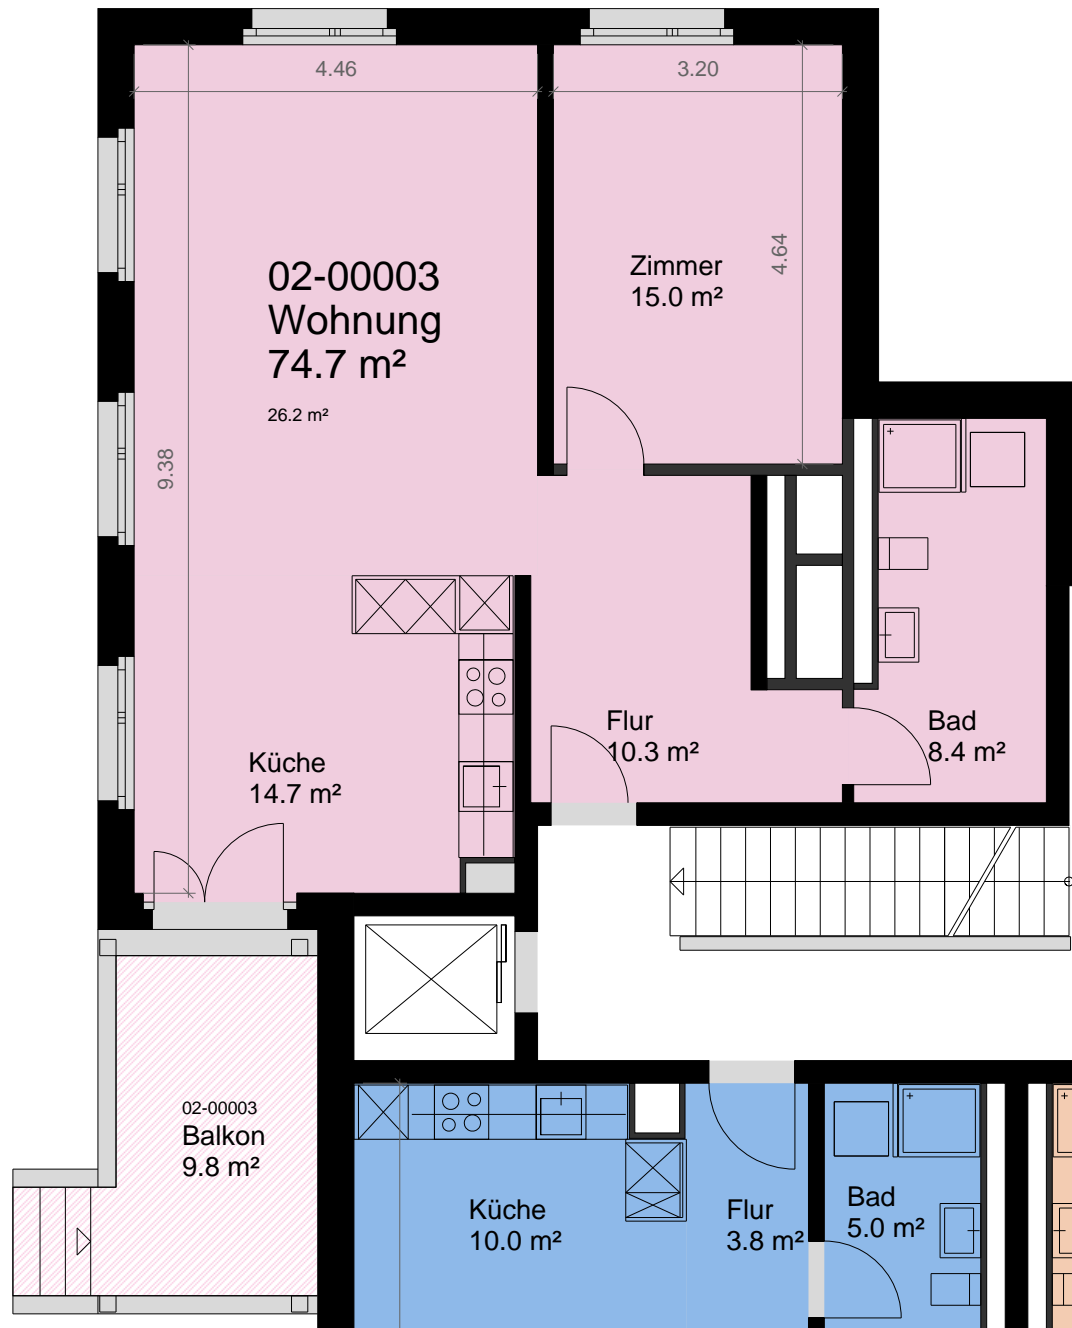 4.46
3.20
4.64
Zimmer
15.0 m²
02-00003
Wohnung
74.7 m²
26.2 m²
9.38
Flur
10.3 m²
Bad
8.4 m²
Küche
14.7 m²
02-00003
Balkon
9.8 m²
Küche
10.0 m²
Flur
3.8 m²
Bad
5.0 m²